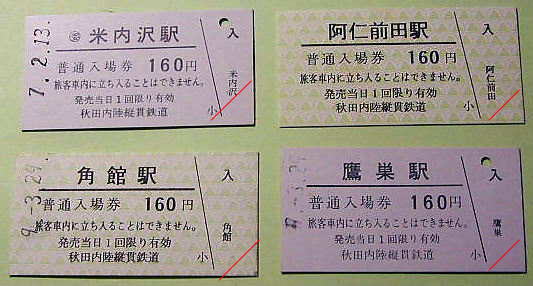 7.2.13.
㋝ 米内沢駅
普通入場券 160円
旅客車内に立ち入ることはできません。
発売当日1回限り有効
秋田内陸縦貫鉄道
小
入
米内沢
阿仁前田駅
普通入場券 160円
旅客車内に立ち入ることはできません。
発売当日1回限り有効
秋田内陸縦貫鉄道
小
入
阿仁前田
角館駅
普通入場券 160円
旅客車内に立ち入ることはできません。
発売当日1回限り有効
秋田内陸縦貫鉄道
小
入
角館
鷹巣駅
普通入場券 160円
旅客車内に立ち入ることはできません。
発売当日1回限り有効
秋田内陸縦貫鉄道
小
入
鷹巣